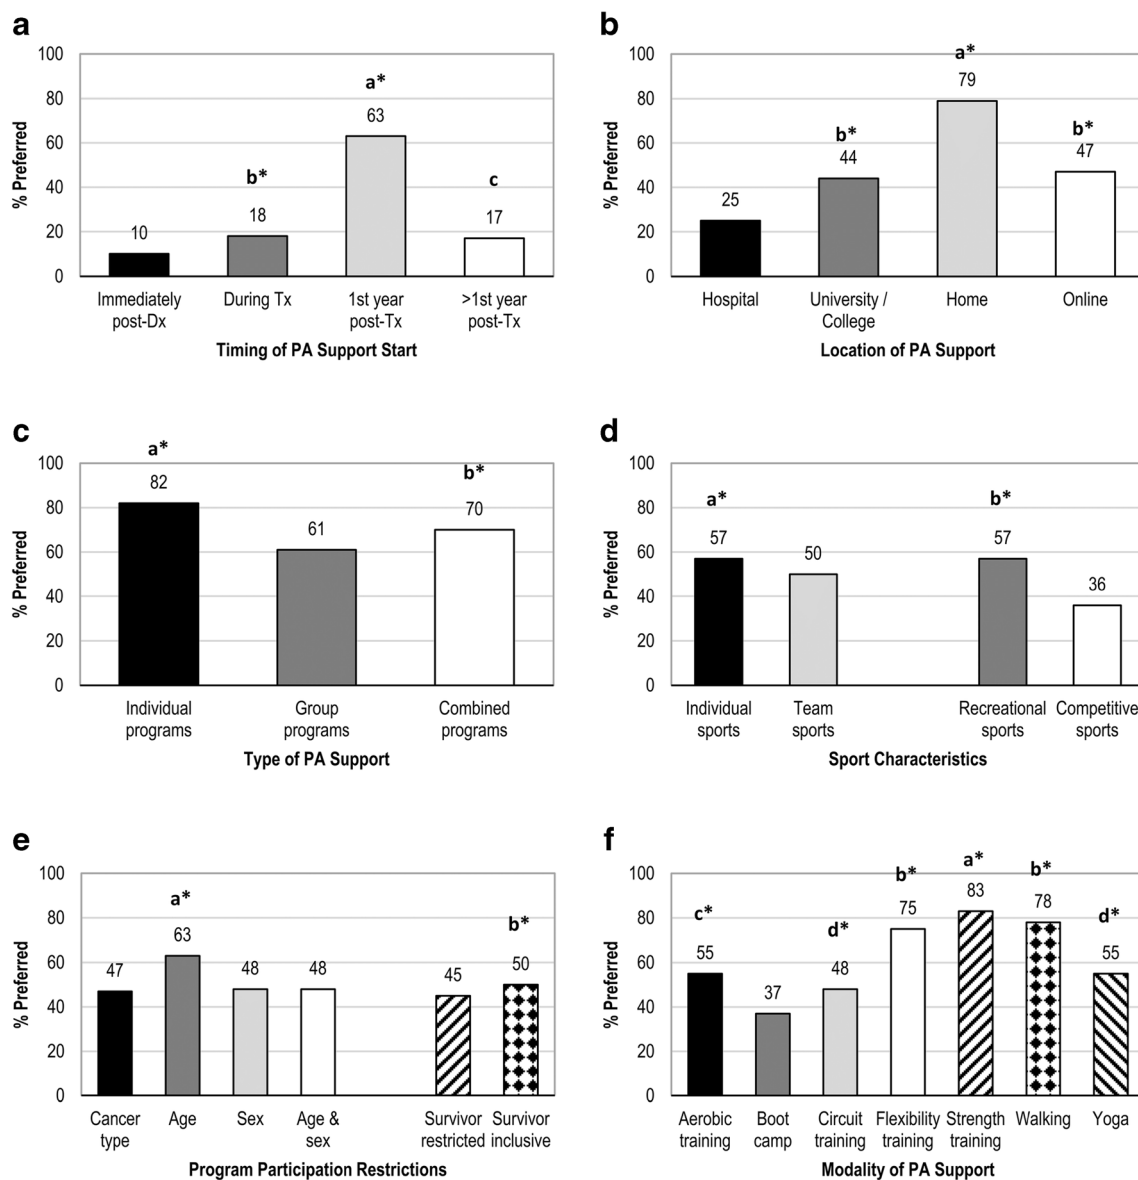 a
% Preferred
100
80
60
40
20
0
10
b*
18
a*
63
c
17
Immediately post-Dx
During Tx
1st year post-Tx
>1st year post-Tx
Timing of PA Support Start
b
% Preferred
100
80
60
40
20
0
25
b*
44
a*
79
b*
47
Hospital
University / College
Home
Online
Location of PA Support
c
% Preferred
100
80
60
40
20
0
a*
82
61
b*
70
Individual programs
Group programs
Combined programs
Type of PA Support
d
% Preferred
100
80
60
40
20
0
a*
57
50
b*
57
36
Individual sports
Team sports
Recreational sports
Competitive sports
Sport Characteristics
e
% Preferred
100
80
60
40
20
0
47
a*
63
48
48
45
b*
50
Cancer type
Age
Sex
Age & sex
Survivor restricted
Survivor inclusive
Program Participation Restrictions
f
% Preferred
100
80
60
40
20
0
c*
55
37
d*
48
b*
75
a*
83
b*
78
d*
55
Aerobic training
Boot camp
Circuit training
Flexibility training
Strength training
Walking
Yoga
Modality of PA Support